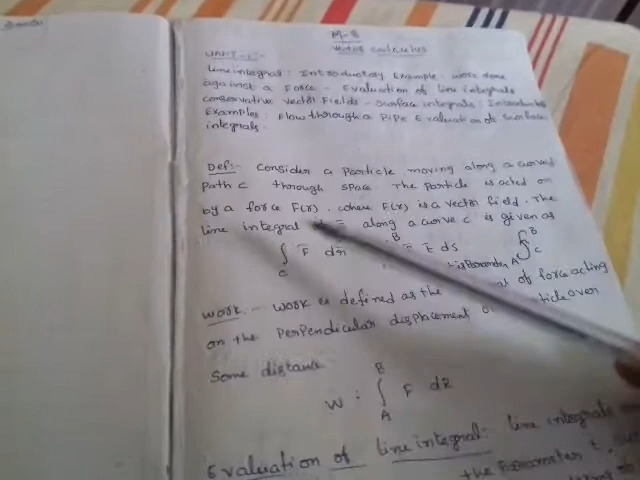 M-3
UNIT-I:- Vector calculus
Line integral: Introductory Example: work done
against a Force - Evaluation of line integrals
conservative vector Fields - surface integrals: Introductory
Examples: Flow through a Pipe Evaluation of surface
integrals.
Def:- Consider a Particle moving along a curved
Path c through space The Particle is acted on
by a force F(r). where F(r) is a vector field. The
line integral along a curve c is given as
∫ C F̄ dr̄ B F̄ t̄ ds ∫ A B C
work:- work is defined as the of force acting
on the Perpendicular displacement over
Some distance
W = ∫ A B F dr̄
Evaluation of line integral: line integrals
the Parameter t,